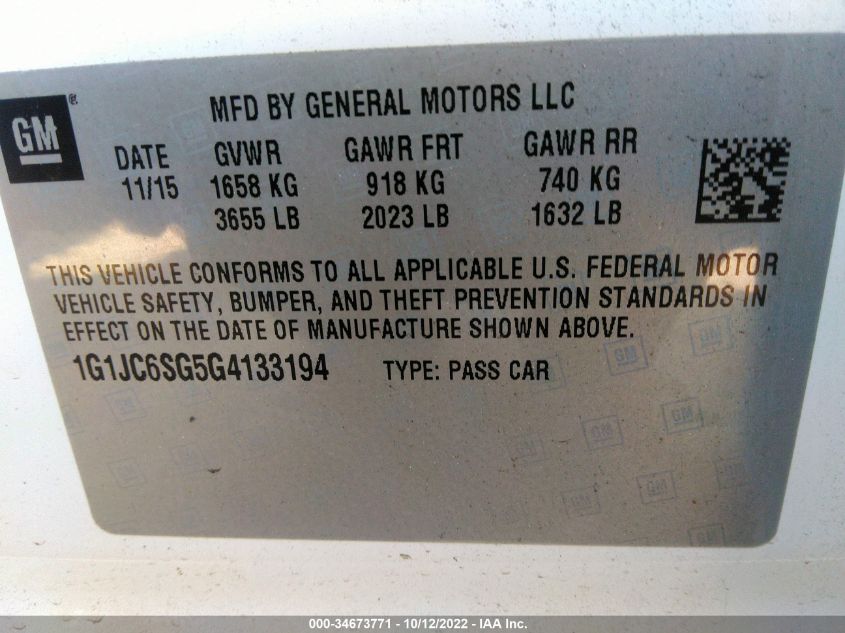 GM®
MFD BY GENERAL MOTORS LLC
DATE GVWR GAWR FRT GAWR RR
11/15 1658 KG 918 KG 740 KG
3655 LB 2023 LB 1632 LB
THIS VEHICLE CONFORMS TO ALL APPLICABLE U.S. FEDERAL MOTOR
VEHICLE SAFETY, BUMPER, AND THEFT PREVENTION STANDARDS IN
EFFECT ON THE DATE OF MANUFACTURE SHOWN ABOVE.
1G1JC6SG5G4133194 TYPE: PASS CAR
000-34673771 - 10/12/2022 - IAA Inc.